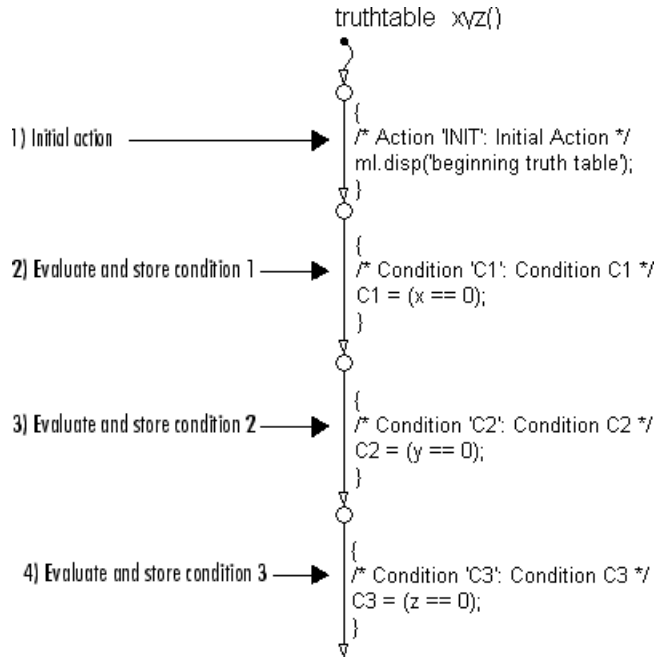 truthtable xyz()
1) Initial action
{
/* Action 'INIT': Initial Action */
ml.disp('beginning truth table');
}
2) Evaluate and store condition 1
{
/* Condition 'C1': Condition C1 */
C1 = (x == 0);
}
3) Evaluate and store condition 2
{
/* Condition 'C2': Condition C2 */
C2 = (y == 0);
}
4) Evaluate and store condition 3
{
/* Condition 'C3': Condition C3 */
C3 = (z == 0);
}